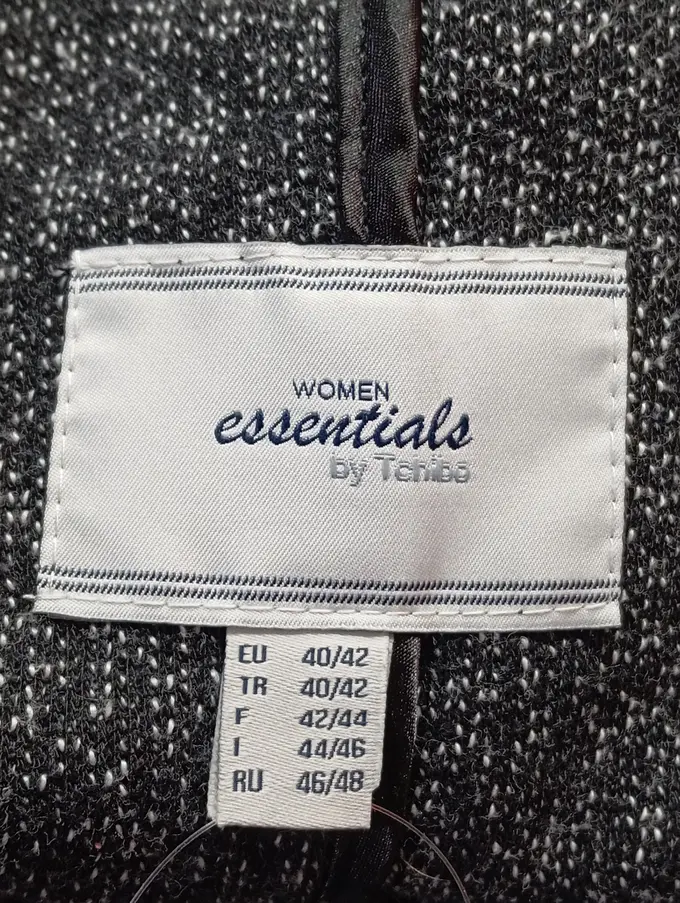 WOMEN
essentials
by Tchibo
EU 40/42
TR 40/42
F 42/44
I 44/46
RU 46/48